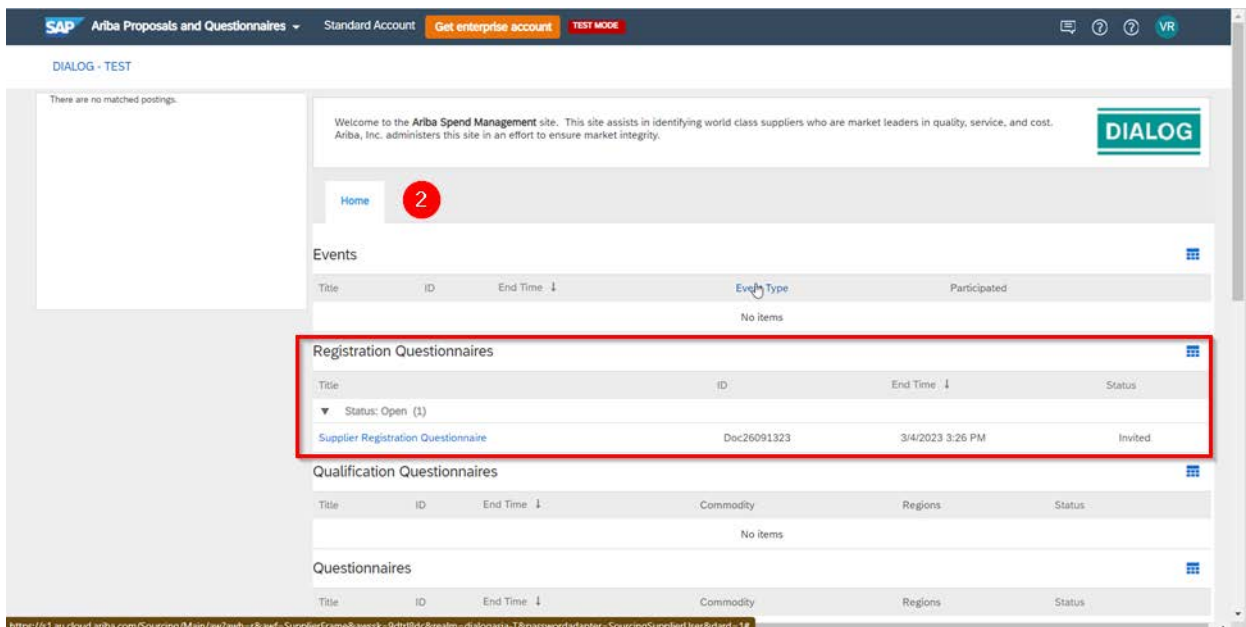 SAP Ariba Proposals and Questionnaires Standard Account Get enterprise account TEST MODE VR
DIALOG - TEST
There are no matched postings.
Welcome to the Ariba Spend Management site. This site assists in identifying world class suppliers who are market leaders in quality, service, and cost.
Ariba, Inc. administers this site in an effort to ensure market integrity.
DIALOG
Home 2
Events
Title ID End Time ↓ Event Type Participated
No items
Registration Questionnaires
Title ID End Time ↓ Status
▼ Status: Open (1)
Supplier Registration Questionnaire Doc26091323 3/4/2023 3:26 PM Invited
Qualification Questionnaires
Title ID End Time ↓ Commodity Regions Status
No items
Questionnaires
Title ID End Time ↓ Commodity Regions Status